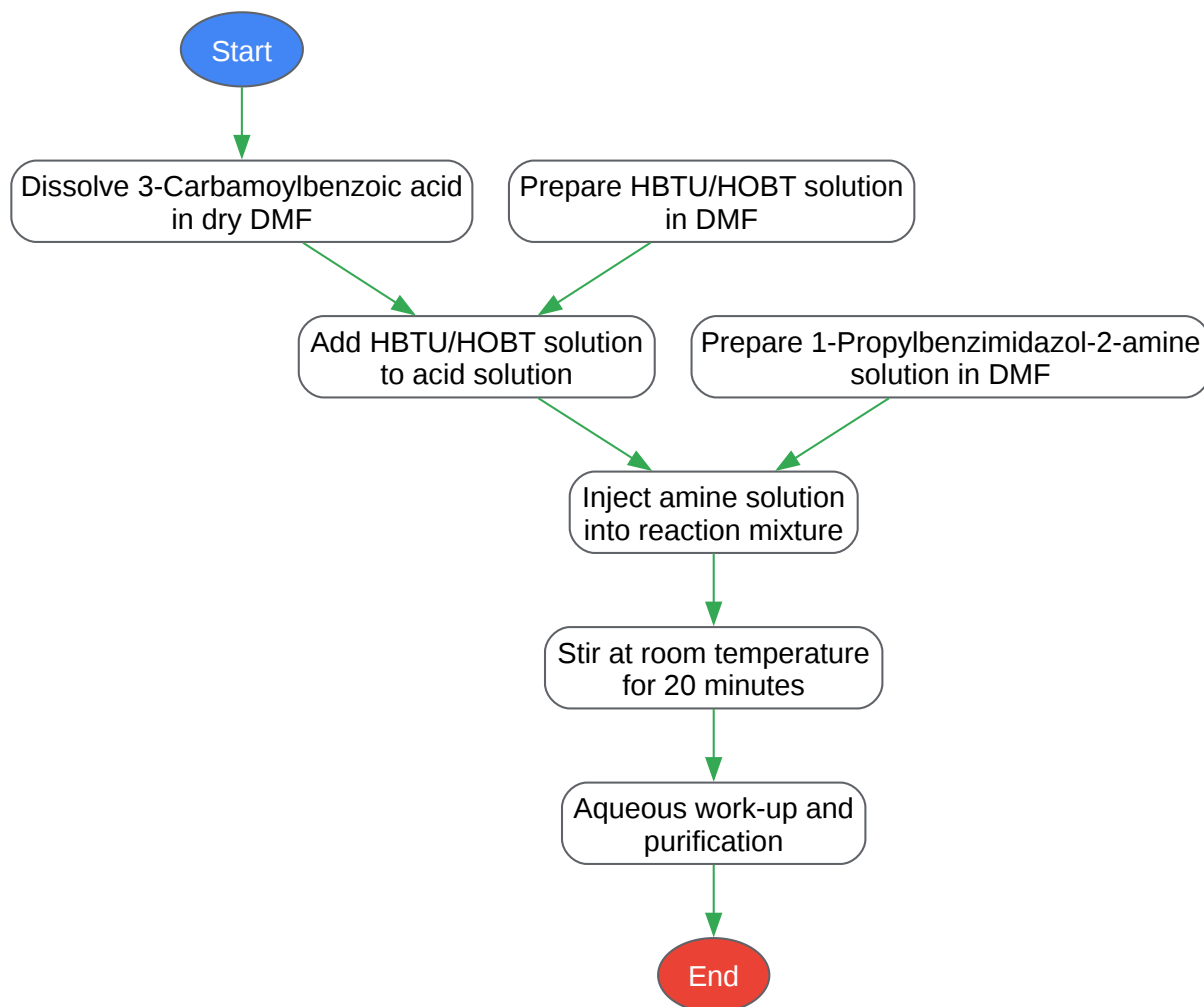 Start
Dissolve 3-Carbamoylbenzoic acid
in dry DMF
Prepare HBTU/HOBT solution
in DMF
Add HBTU/HOBT solution
to acid solution
Prepare 1-Propylbenzimidazol-2-amine
solution in DMF
Inject amine solution
into reaction mixture
Stir at room temperature
for 20 minutes
Aqueous work-up and
purification
End